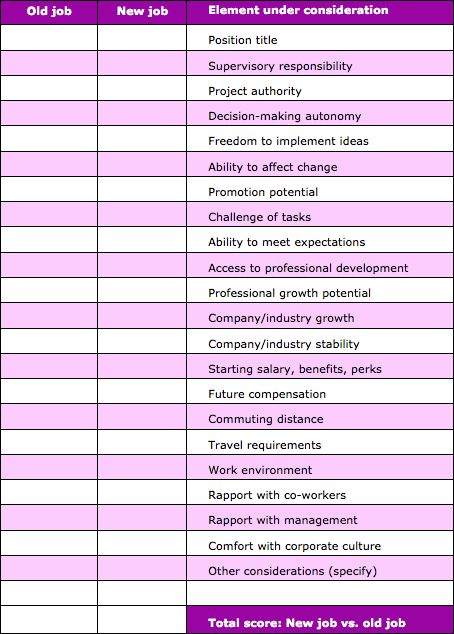 Old job New job Element under consideration
Position title
Supervisory responsibility
Project authority
Decision-making autonomy
Freedom to implement ideas
Ability to affect change
Promotion potential
Challenge of tasks
Ability to meet expectations
Access to professional development
Professional growth potential
Company/industry growth
Company/industry stability
Starting salary, benefits, perks
Future compensation
Commuting distance
Travel requirements
Work environment
Rapport with co-workers
Rapport with management
Comfort with corporate culture
Other considerations (specify)
Total score: New job vs. old job